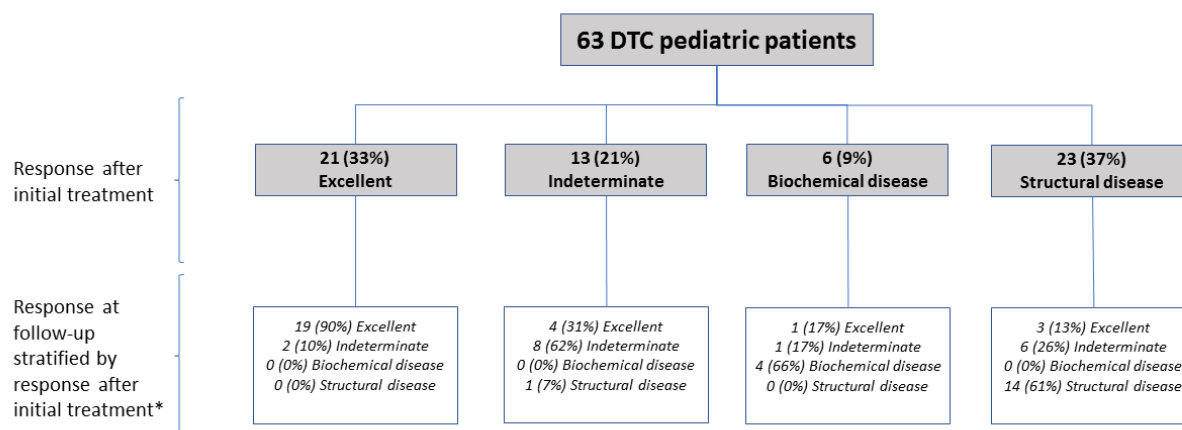 63 DTC pediatric patients
Response after
initial treatment
21 (33%)
Excellent
13 (21%)
Indeterminate
6 (9%)
Biochemical disease
23 (37%)
Structural disease
Response at
follow-up
stratified by
response after
initial treatment*
19 (90%) Excellent
2 (10%) Indeterminate
0 (0%) Biochemical disease
0 (0%) Structural disease
4 (31%) Excellent
8 (62%) Indeterminate
0 (0%) Biochemical disease
1 (7%) Structural disease
1 (17%) Excellent
1 (17%) Indeterminate
4 (66%) Biochemical disease
0 (0%) Structural disease
3 (13%) Excellent
6 (26%) Indeterminate
0 (0%) Biochemical disease
14 (61%) Structural disease